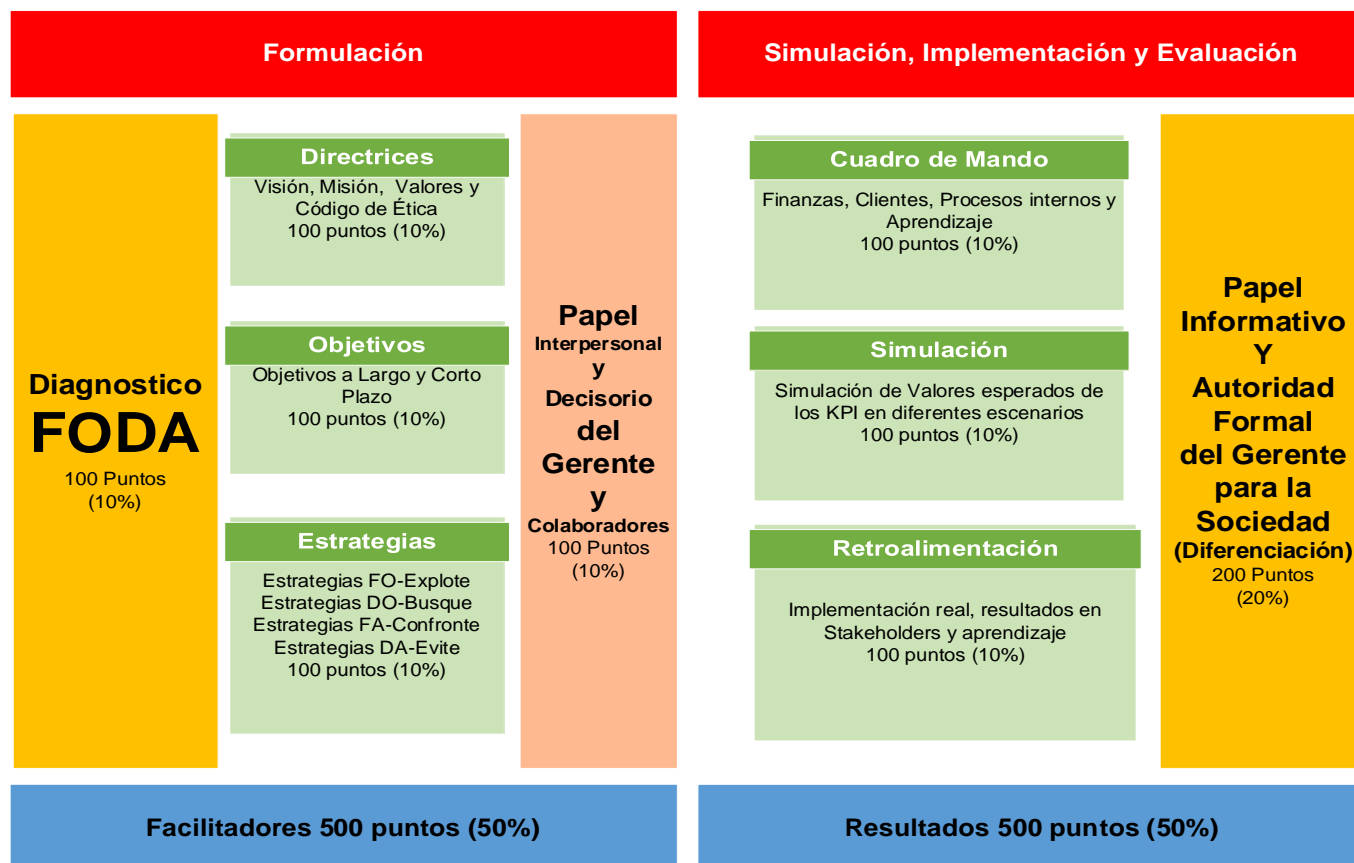 Formulación
Simulación, Implementación y Evaluación
Diagnostico
FODA
100 Puntos
(10%)
Directrices
Visión, Misión, Valores y
Código de Ética
100 puntos (10%)
Objetivos
Objetivos a Largo y Corto
Plazo
100 puntos (10%)
Estrategias
Estrategias FO-Explote
Estrategias DO-Busque
Estrategias FA-Confronte
Estrategias DA-Evite
100 puntos (10%)
Papel
Interpersonal
y
Decisorio
del
Gerente
y
Colaboradores
100 Puntos
(10%)
Cuadro de Mando
Finanzas, Clientes, Procesos internos y
Aprendizaje
100 puntos (10%)
Simulación
Simulación de Valores esperados de
los KPI en diferentes escenarios
100 puntos (10%)
Retroalimentación
Implementación real, resultados en
Stakeholders y aprendizaje
100 puntos (10%)
Papel
Informativo
Y
Autoridad
Formal
del Gerente
para la
Sociedad
(Diferenciación)
200 Puntos
(20%)
Facilitadores 500 puntos (50%)
Resultados 500 puntos (50%)